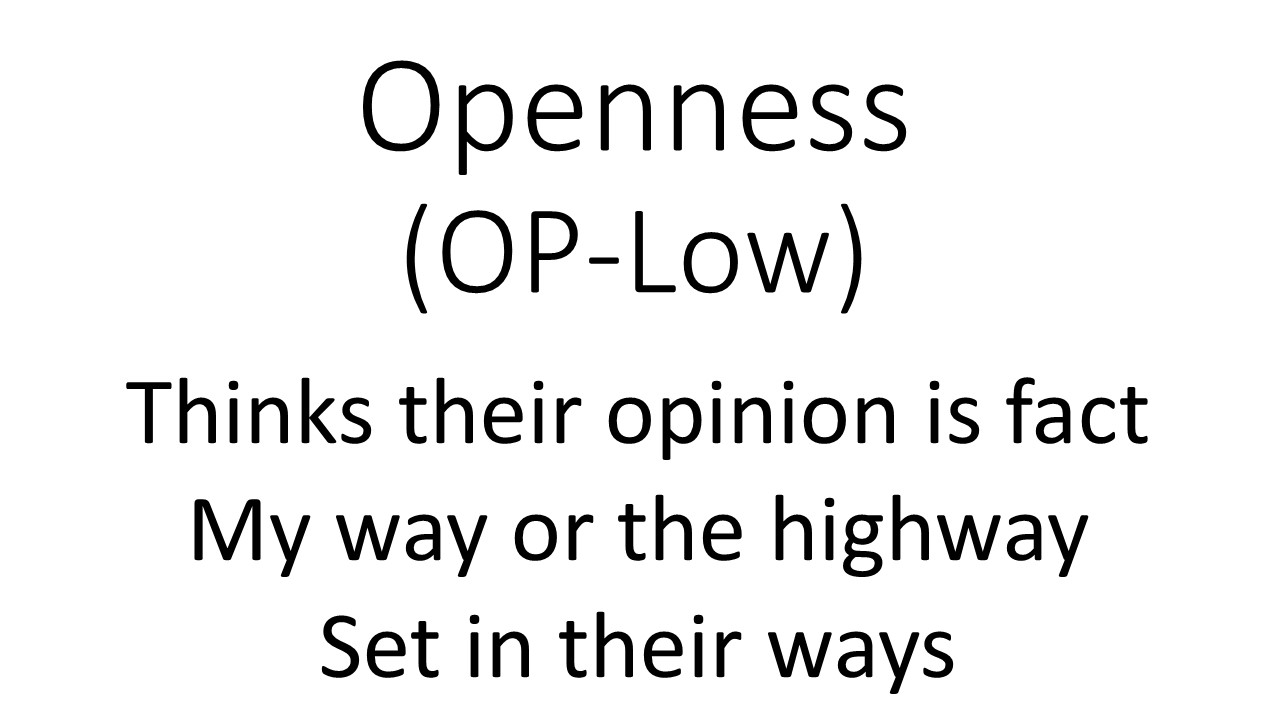 Openness
(OP-Low)
Thinks their opinion is fact
My way or the highway
Set in their ways